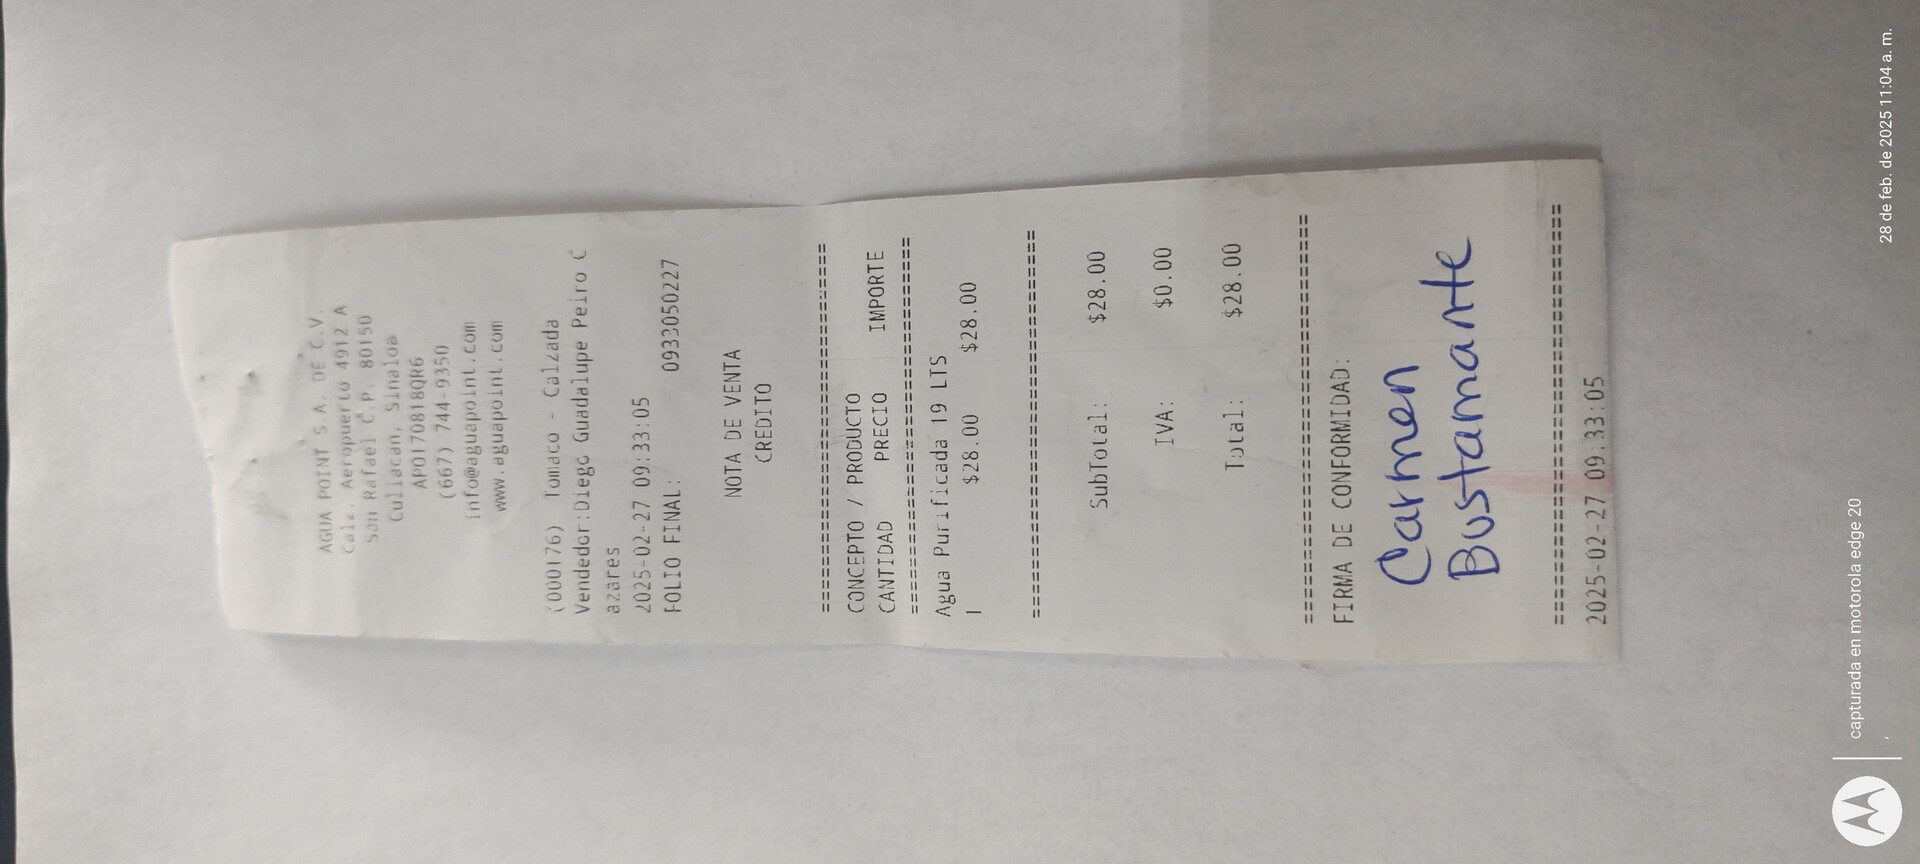 AGUA POINT S.A. DE C.V.
Calz. Aeropuerto 4912 A
San Rafael C.P. 80150
Culiacan, Sinaloa
APO170818QR6
(667) 744-9350
info@aguapoint.com
www.aguapoint.com
(000176) Tomaco - Calzada
Vendedor:Diego Guadalupe Peiro C
azares
2025-02-27 09:33:05
FOLIO FINAL: 0933050227
NOTA DE VENTA
CREDITO
================================
CONCEPTO / PRODUCTO
CANTIDAD PRECIO IMPORTE
================================
Agua Purificada 19 LTS
1 $28.00 $28.00
================================
SubTotal: $28.00
IVA: $0.00
Total: $28.00
================================
FIRMA DE CONFORMIDAD:
Carmen
Bustamante
================================
2025-02-27 09:33:05
capturada en motorola edge 20
28 de feb. de 2025 11:04 a. m.